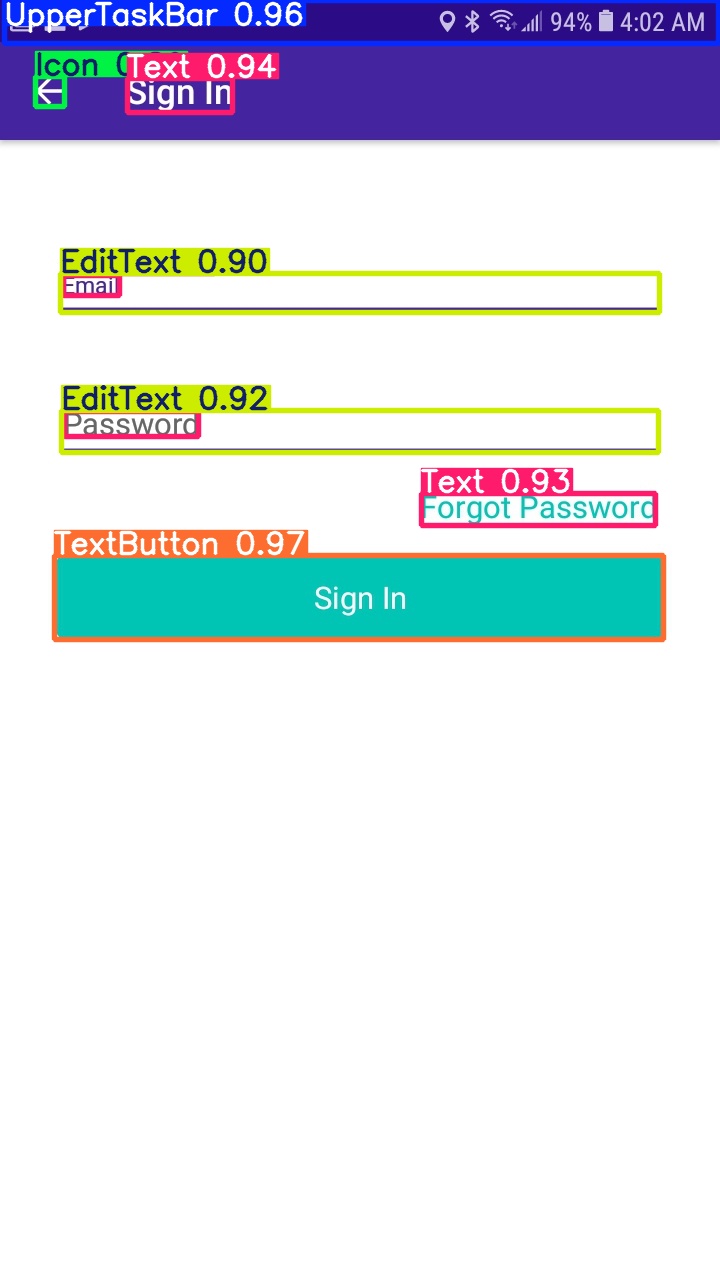 UpperTaskBar 0.96
94% 4:02 AM
Icon
Text 0.94
Sign In
EditText 0.90
Email
EditText 0.92
Password
Text 0.93
Forgot Password
TextButton 0.97
Sign In